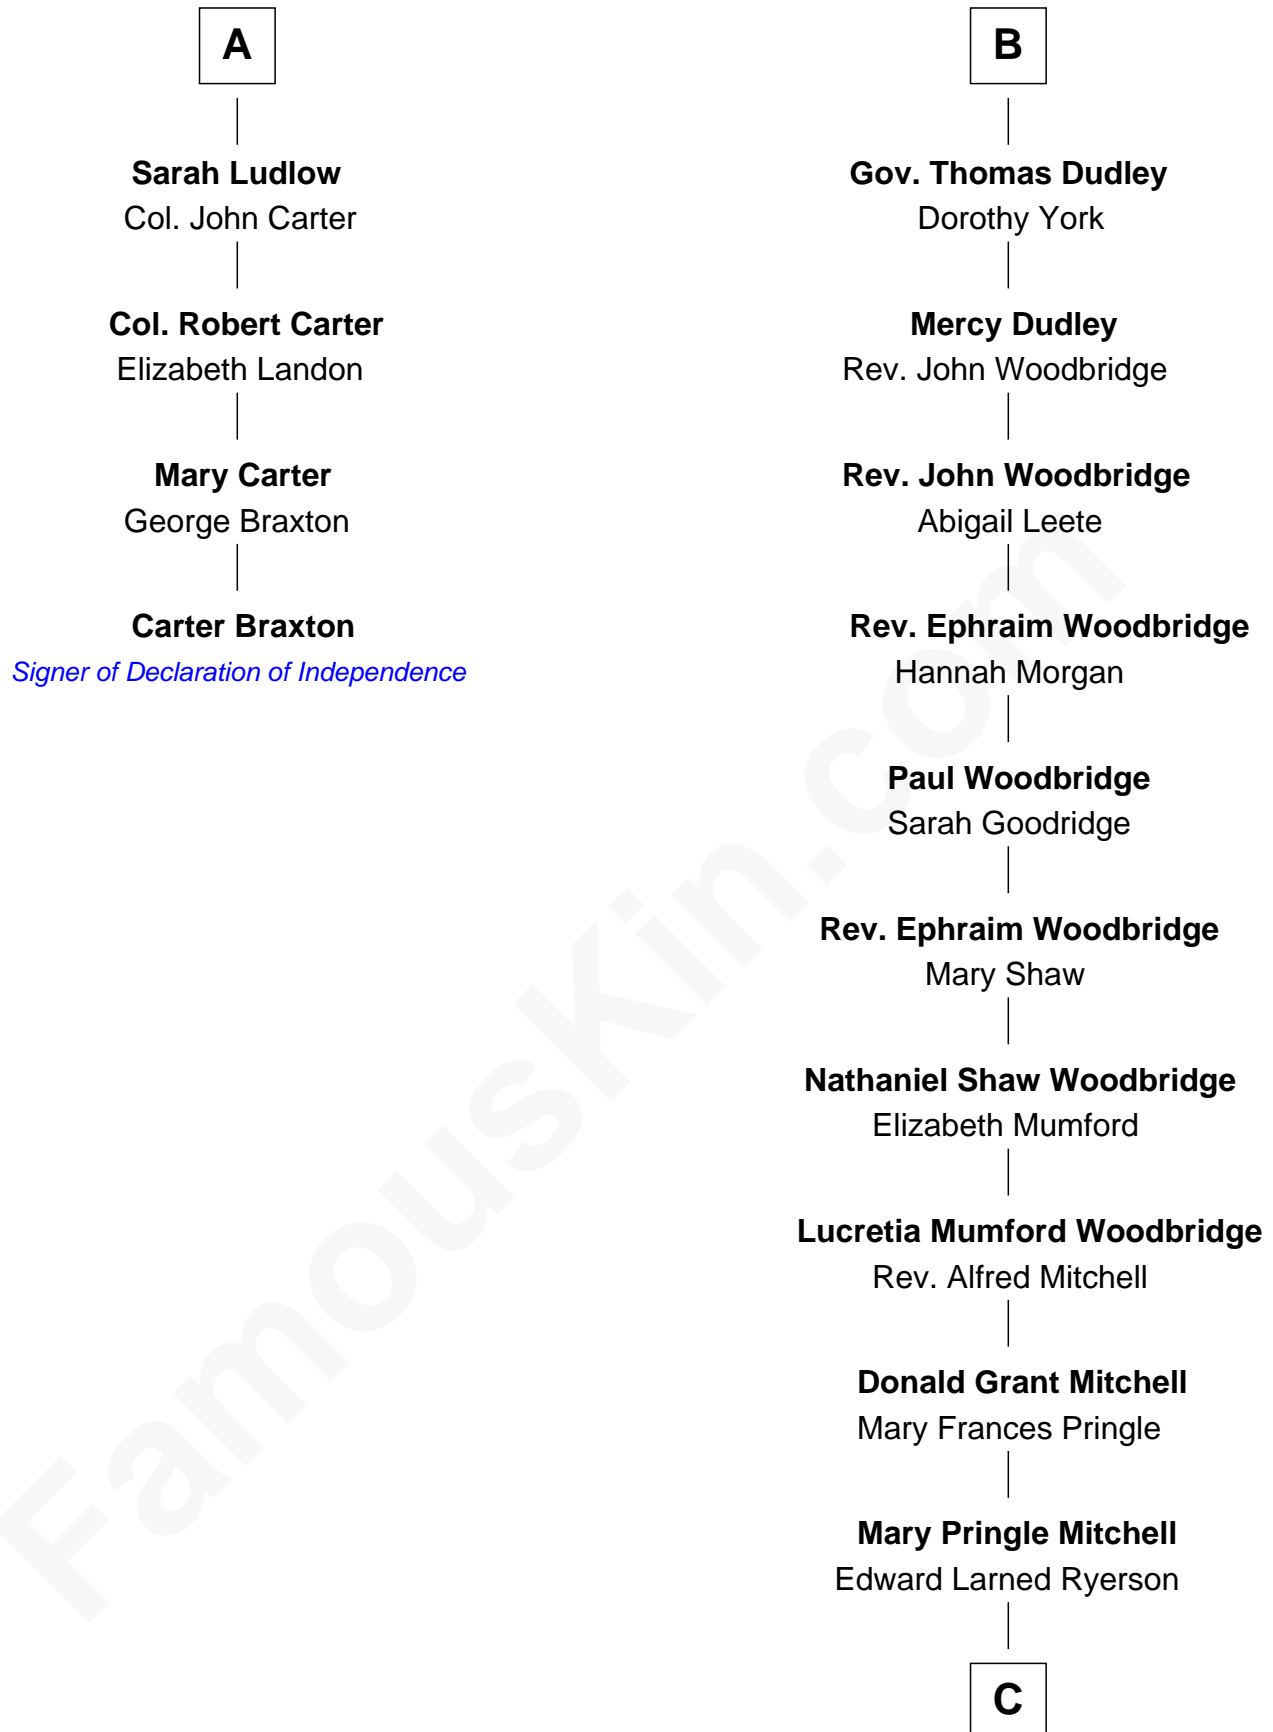 A
Sarah Ludlow
Col. John Carter
Col. Robert Carter
Elizabeth Landon
Mary Carter
George Braxton
Carter Braxton
Signer of Declaration of Independence
B
Gov. Thomas Dudley
Dorothy York
Mercy Dudley
Rev. John Woodbridge
Rev. John Woodbridge
Abigail Leete
Rev. Ephraim Woodbridge
Hannah Morgan
Paul Woodbridge
Sarah Goodridge
Rev. Ephraim Woodbridge
Mary Shaw
Nathaniel Shaw Woodbridge
Elizabeth Mumford
Lucretia Mumford Woodbridge
Rev. Alfred Mitchell
Donald Grant Mitchell
Mary Frances Pringle
Mary Pringle Mitchell
Edward Larned Ryerson
C
FamousKin.com